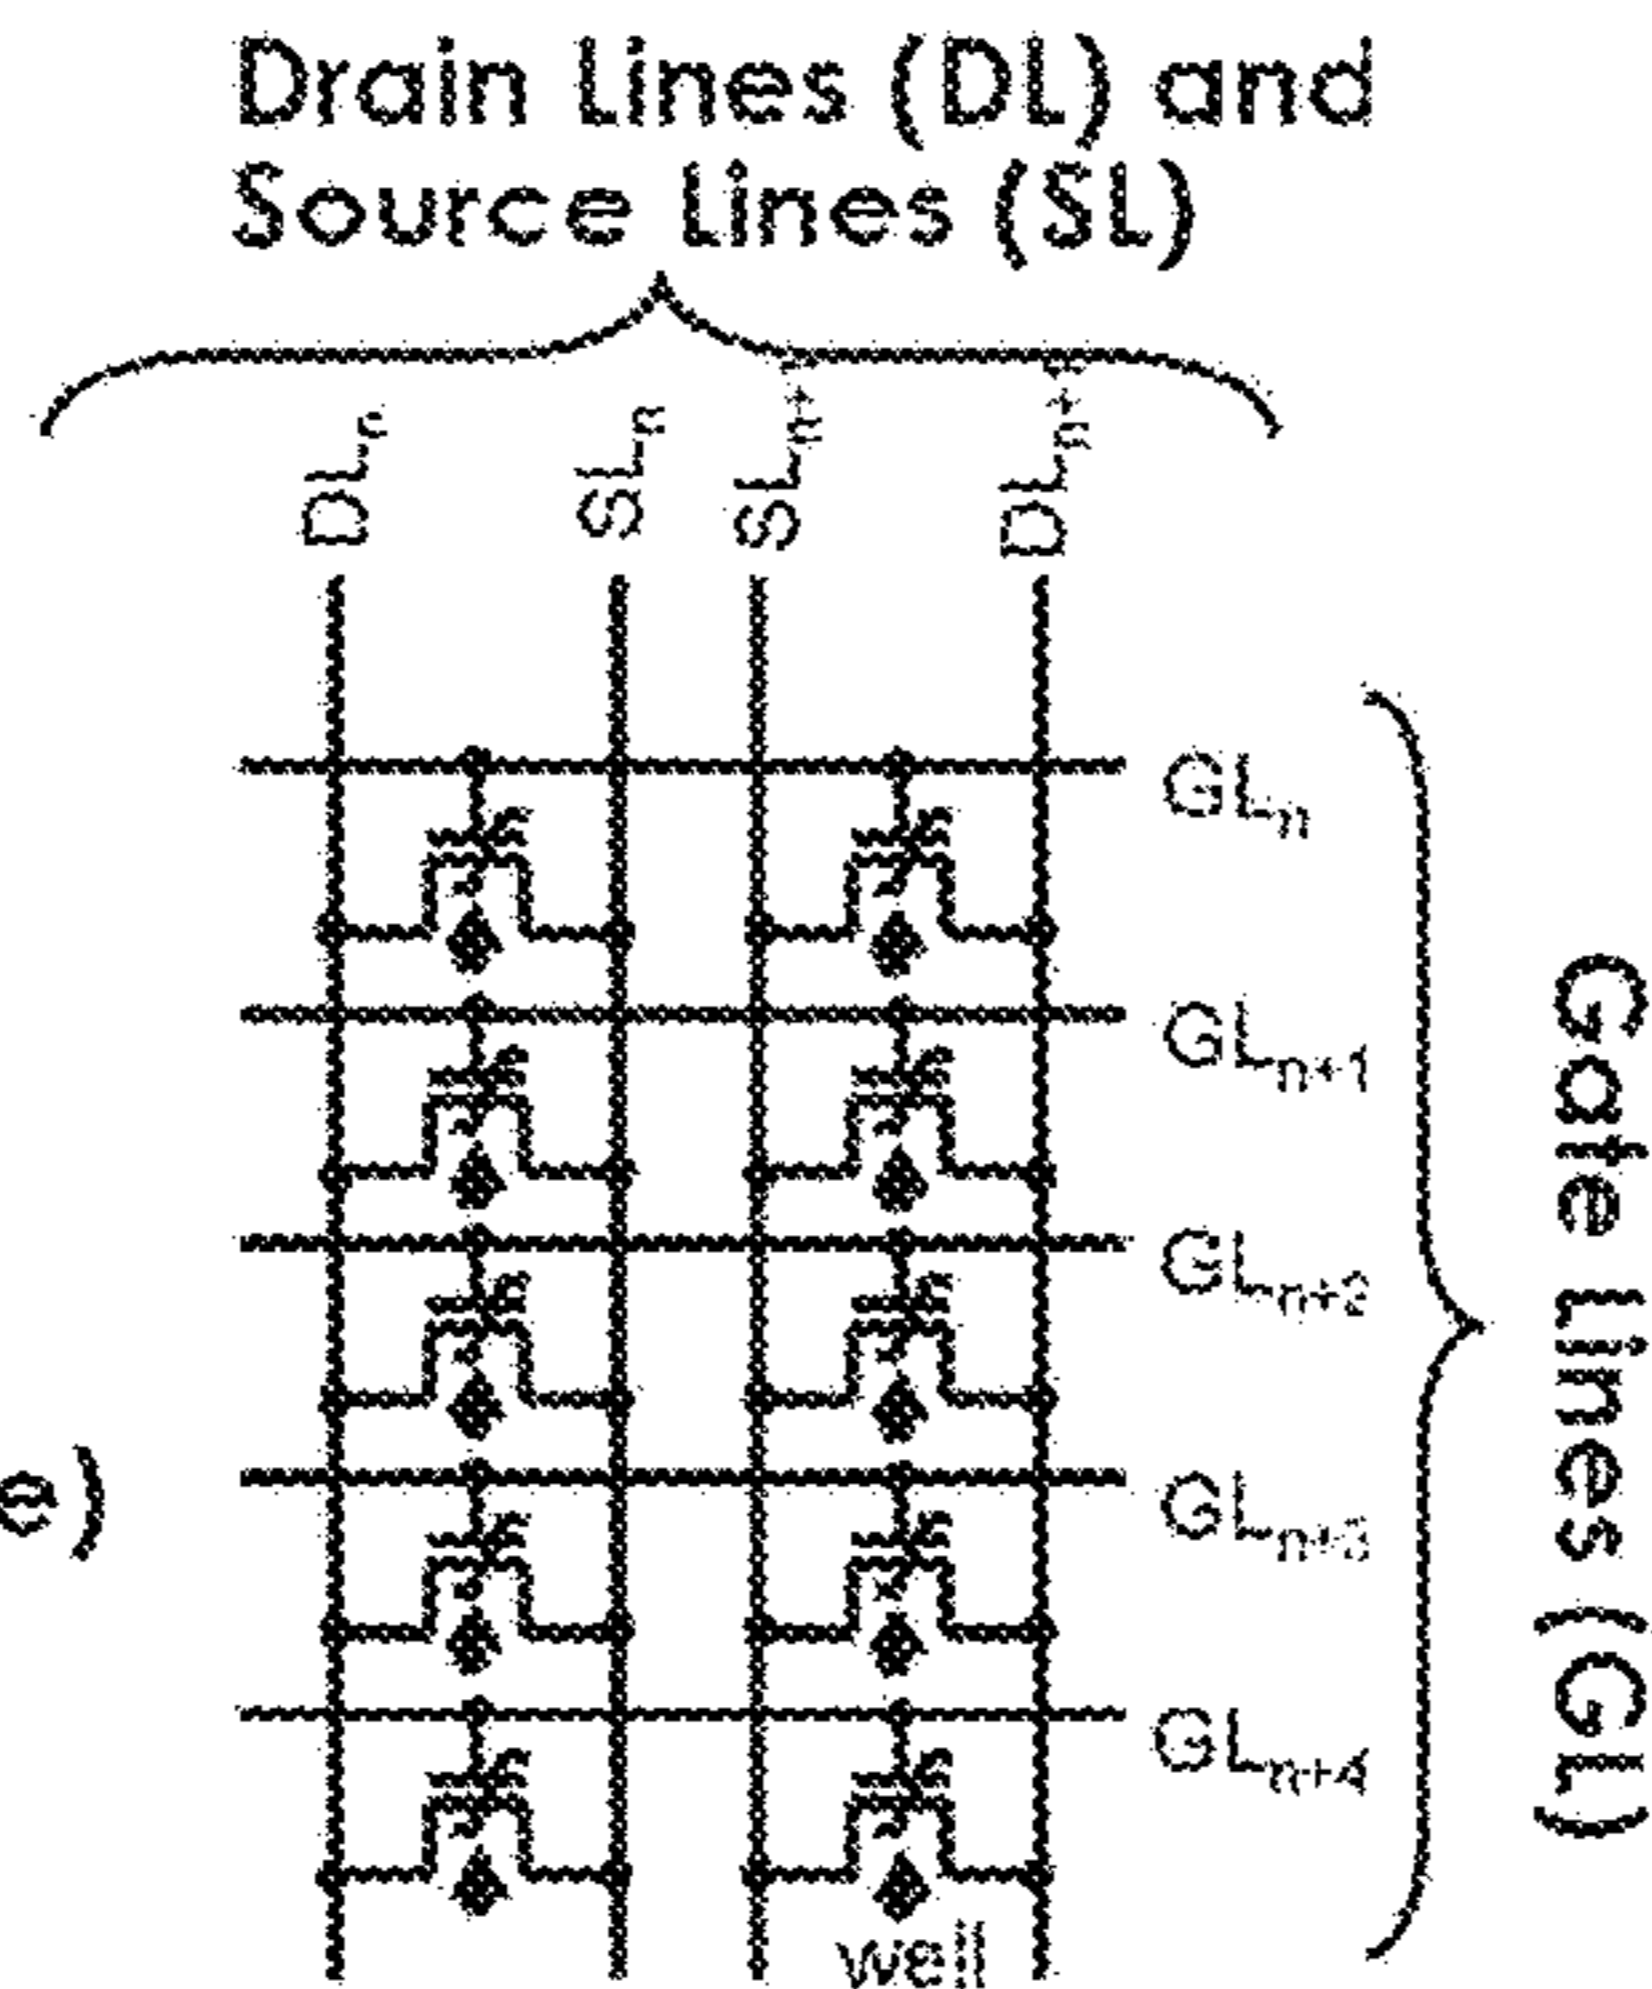 Drain lines (DL) and
Source lines (SL)
DLn
SLn
GLn
GLn+1
GLn+2
GLn+3
GLn+4
Gate lines (GL)
e)
well